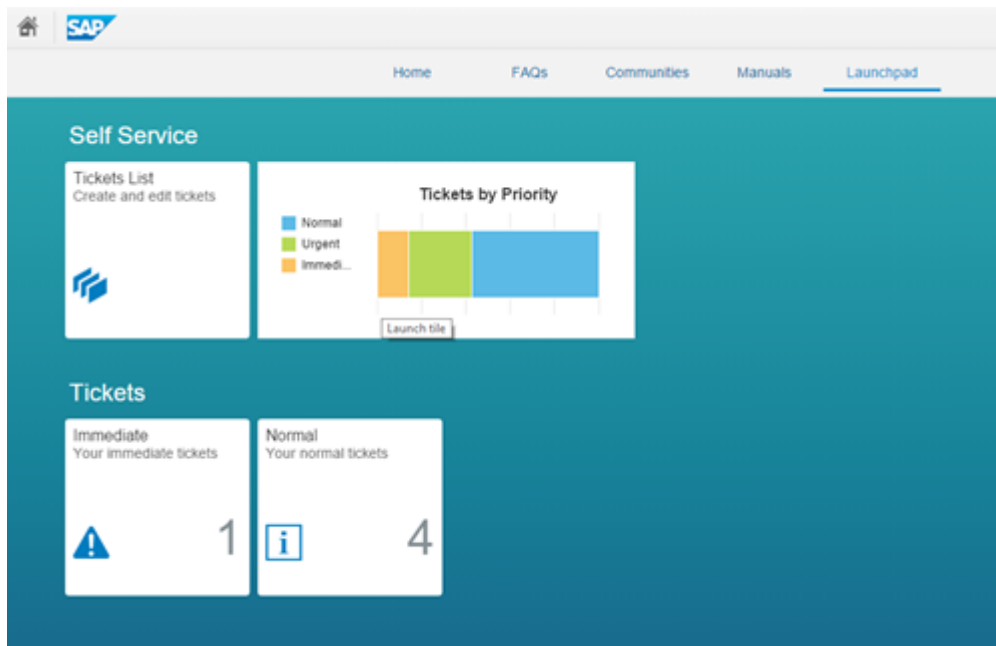 SAP
Home FAQs Communities Manuals Launchpad
Self Service
Tickets List
Create and edit tickets
Tickets by Priority
Normal
Urgent
Immedi...
Launch tile
Tickets
Immediate
Your immediate tickets
1
Normal
Your normal tickets
i
4